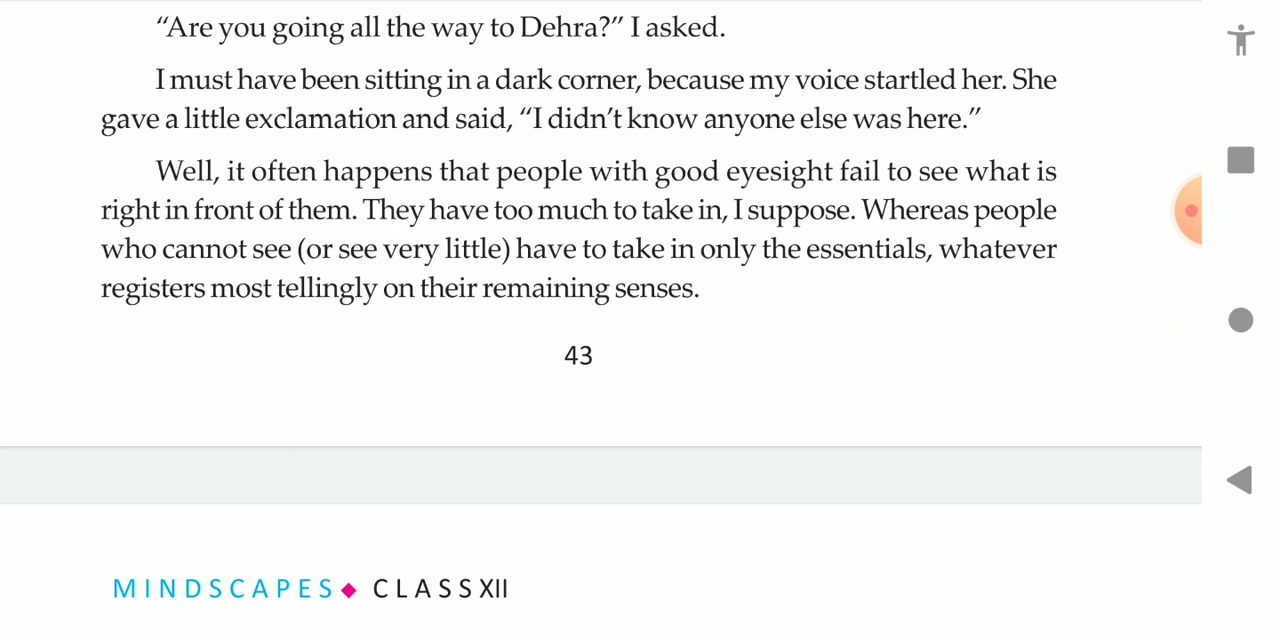 “Are you going all the way to Dehra?” I asked.
I must have been sitting in a dark corner, because my voice startled her. She
gave a little exclamation and said, “I didn’t know anyone else was here.”
Well, it often happens that people with good eyesight fail to see what is
right in front of them. They have too much to take in, I suppose. Whereas people
who cannot see (or see very little) have to take in only the essentials, whatever
registers most tellingly on their remaining senses.
43
MINDSCAPES ◆ CLASS XII